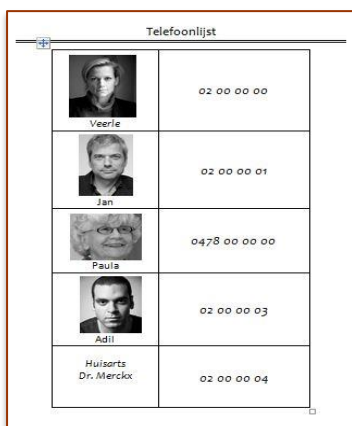 Telefoonlijst
Veerle
02 00 00 00
Jan
02 00 00 01
Paula
0478 00 00 00
Adil
02 00 00 03
Huisarts
Dr. Merckx
02 00 00 04